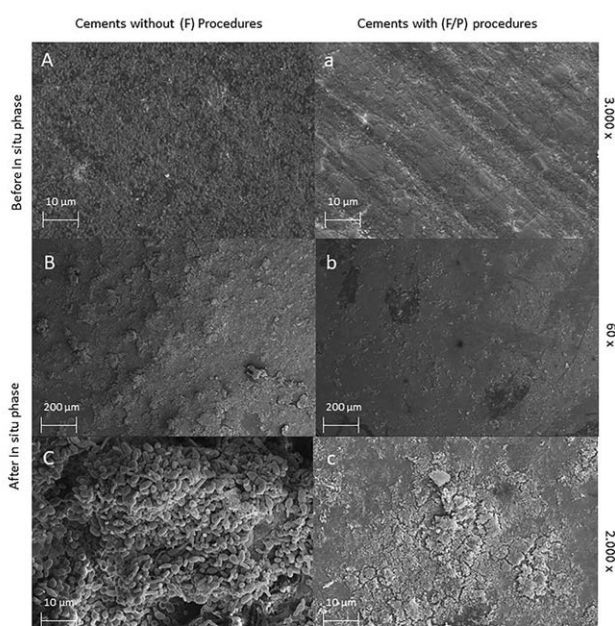 Cements without (F) Procedures
Cements with (F/P) procedures
Before In situ phase
A
10 µm
a
10 µm
3.000 x
After In situ phase
B
200 µm
b
200 µm
60 x
C
10 µm
c
10 µm
2.000 x